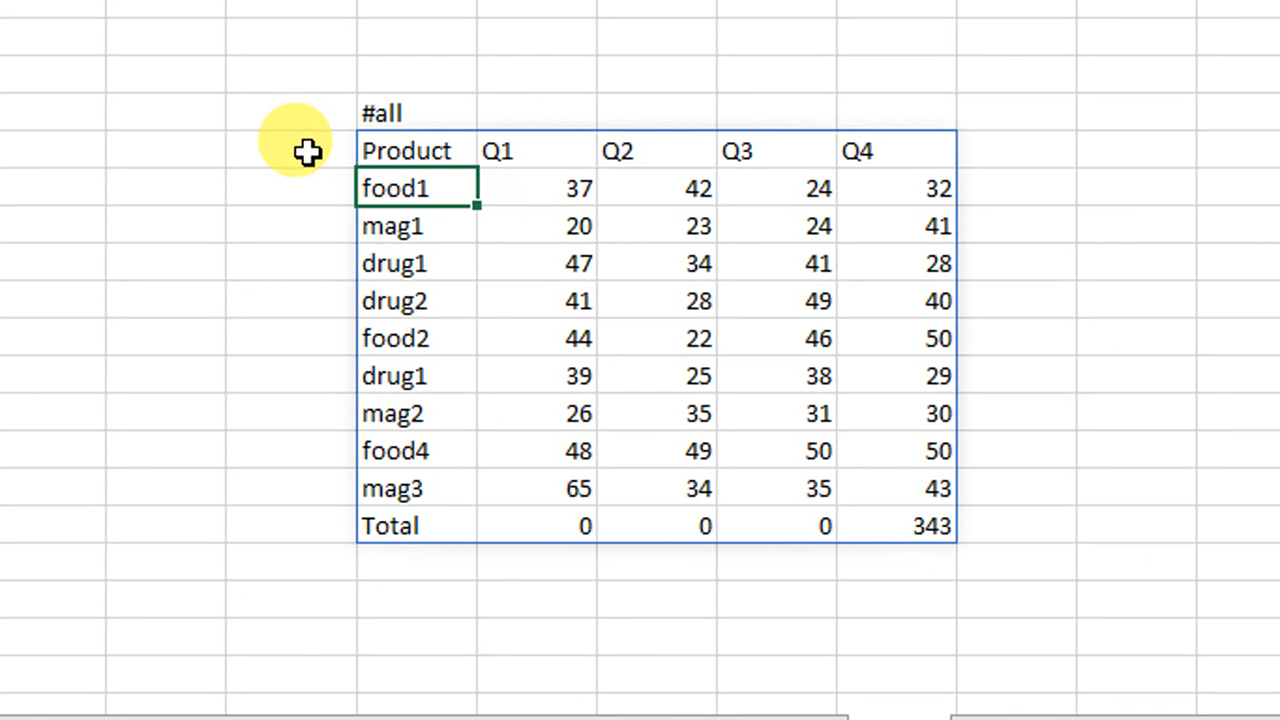 #all
Product Q1 Q2 Q3 Q4
food1 37 42 24 32
mag1 20 23 24 41
drug1 47 34 41 28
drug2 41 28 49 40
food2 44 22 46 50
drug1 39 25 38 29
mag2 26 35 31 30
food4 48 49 50 50
mag3 65 34 35 43
Total 0 0 0 343